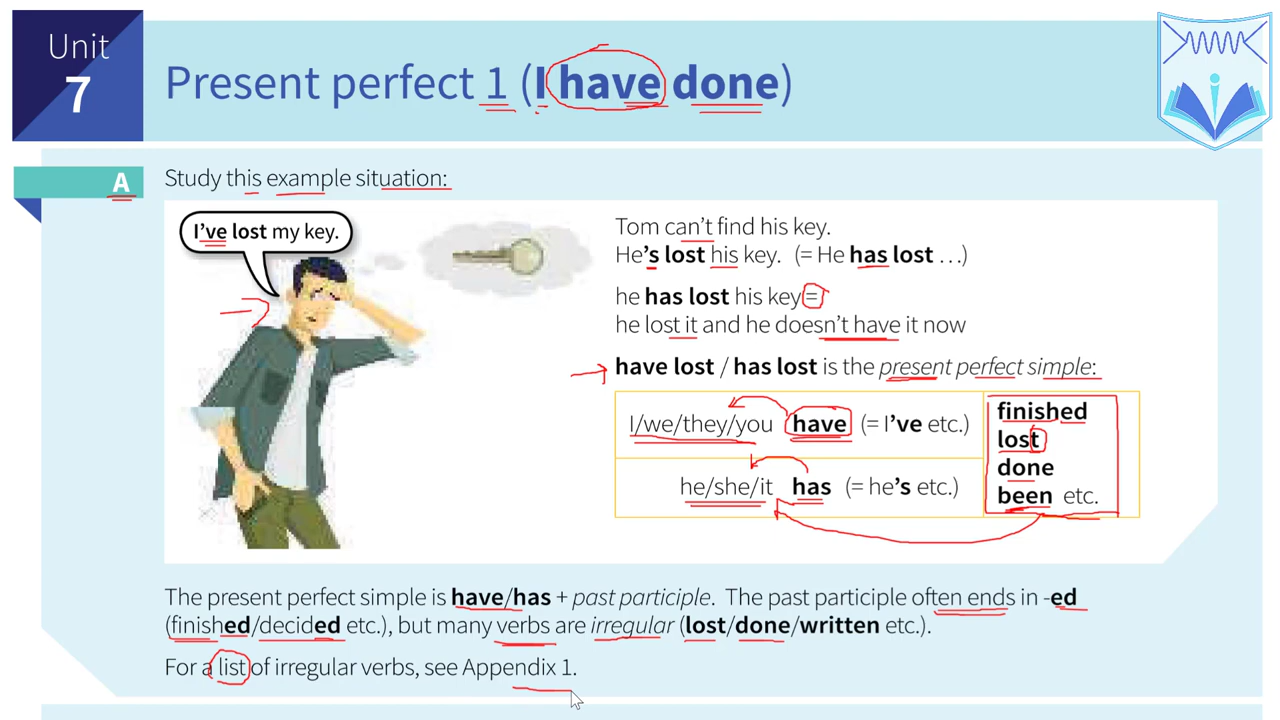 Unit
7
Present perfect 1 (I have done)
A
Study this example situation:
I've lost my key.
Tom can't find his key.
He's lost his key. (= He has lost …)
he has lost his key =
he lost it and he doesn't have it now
have lost / has lost is the present perfect simple:
I/we/they/you have (= I've etc.)
he/she/it has (= he's etc.)
finished
lost
done
been etc.
The present perfect simple is have/has + past participle. The past participle often ends in -ed
(finished/decided etc.), but many verbs are irregular (lost/done/written etc.).
For a list of irregular verbs, see Appendix 1.